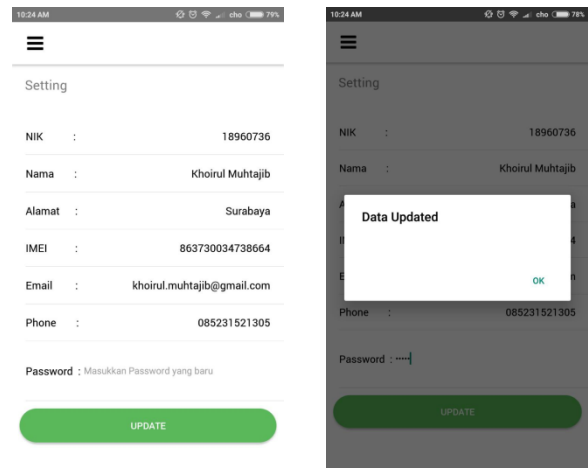 10:24 AM cho 79%
Setting
NIK : 18960736
Nama : Khoirul Muhtajib
Alamat : Surabaya
IMEI : 863730034738664
Email : khoirul.muhtajib@gmail.com
Phone : 085231521305
Password : Masukkan Password yang baru
UPDATE
10:24 AM cho 78%
Setting
NIK : 18960736
Nama : Khoirul Muhtajib
A a
Data Updated
4
E n
OK
Phone : 085231521305
Password : •••••
UPDATE